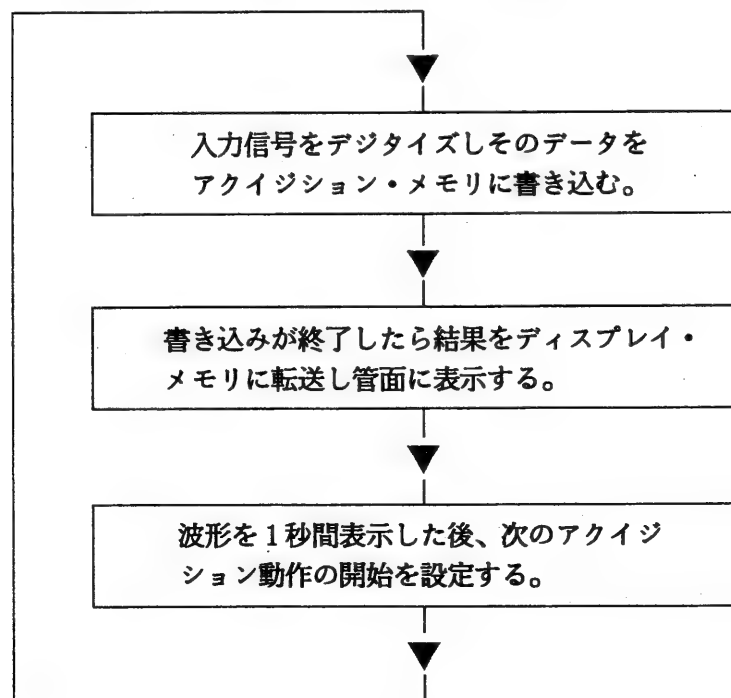 入力信号をデジタイズしそのデータを
アクイジション・メモリに書き込む。
書き込みが終了したら結果をディスプレイ・
メモリに転送し管面に表示する。
波形を1秒間表示した後、次のアクイジ
ション動作の開始を設定する。